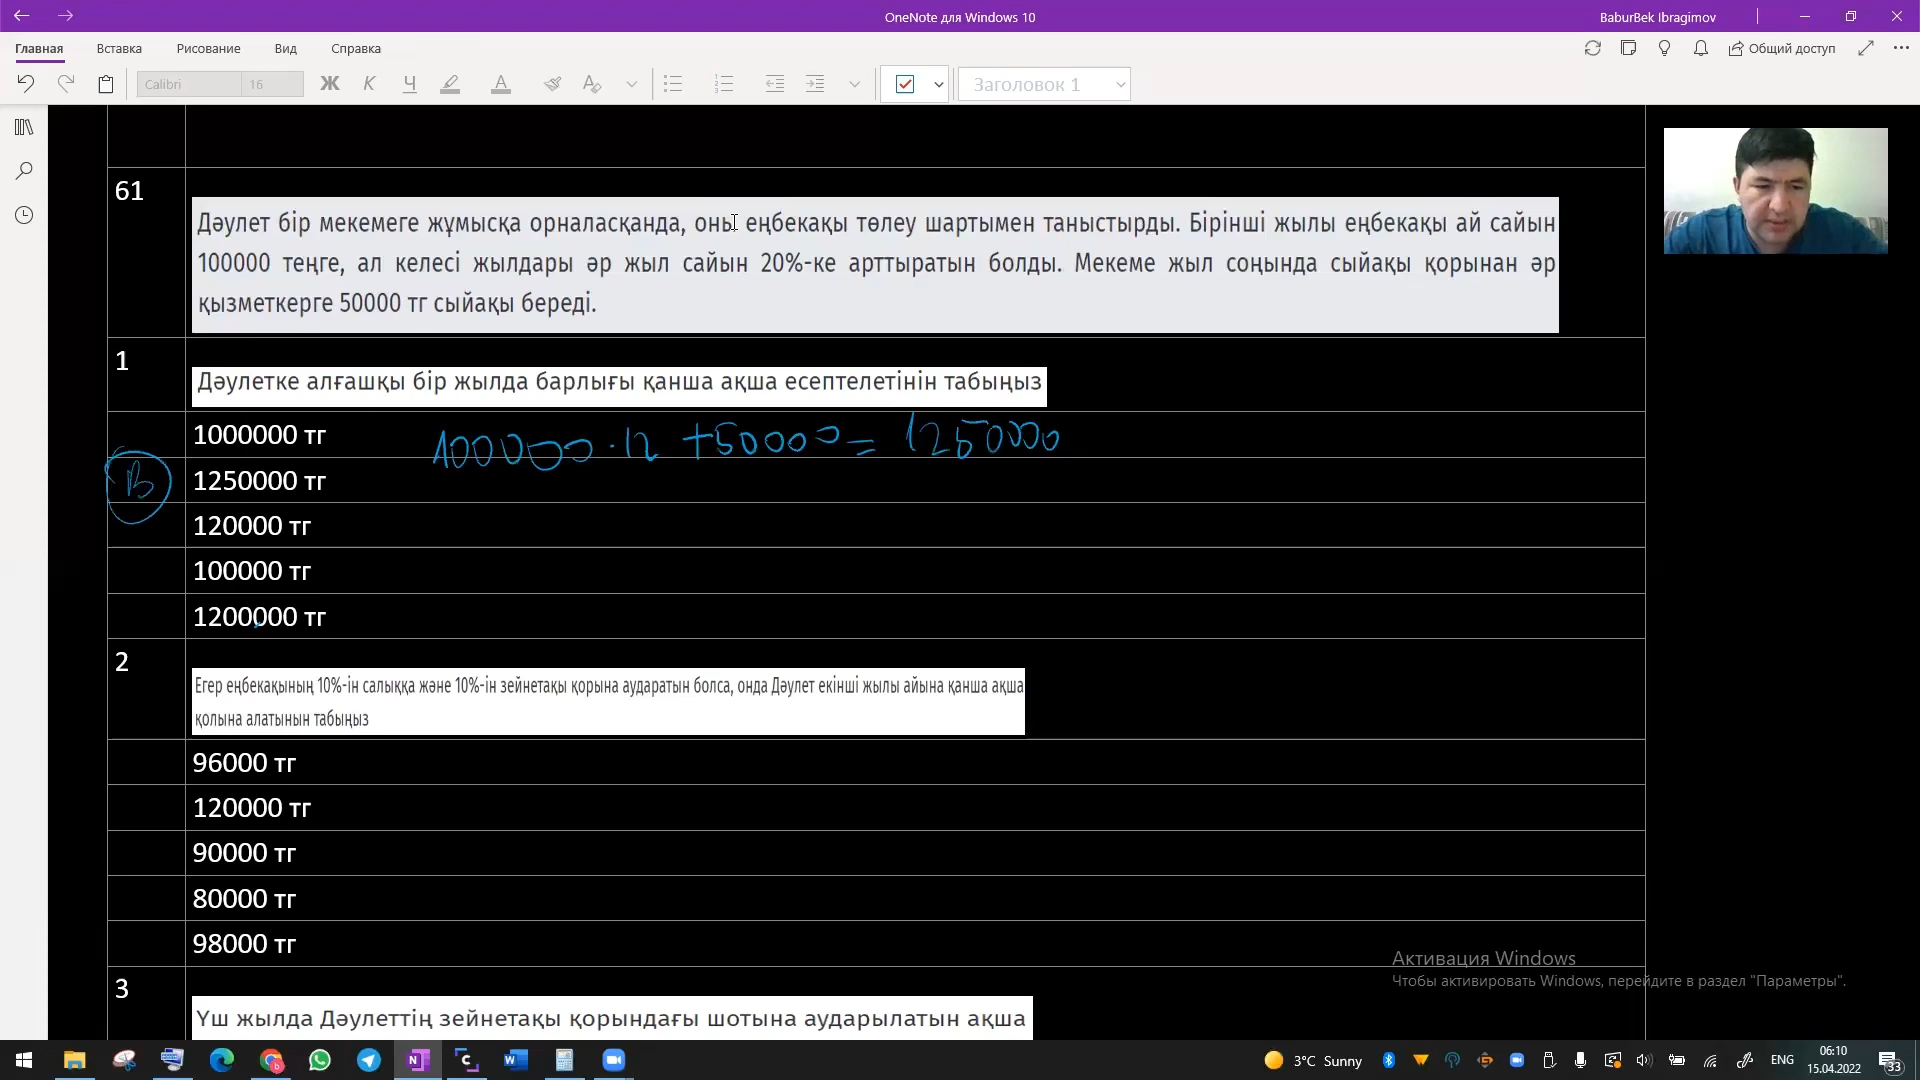 OneNote для Windows 10
BaburBek Ibragimov
Главная Вставка Рисование Вид Справка
Общий доступ
Calibri 16 Ж К Ч А Заголовок 1
61
Дәулет бір мекемеге жұмысқа орналасқанда, оны еңбекақы төлеу шартымен таныстырды. Бірінші жылы еңбекақы ай сайын
100000 теңге, ал келесі жылдары әр жыл сайын 20%-ке арттыратын болды. Мекеме жыл соңында сыйақы қорынан әр
қызметкерге 50000 тг сыйақы береді.
1
Дәулетке алғашқы бір жылда барлығы қанша ақша есептелетінін табыңыз
1000000 тг
100000·12 +50000= 1250000
B
1250000 тг
120000 тг
100000 тг
1200000 тг
2
Егер еңбекақының 10%-ін салыққа және 10%-ін зейнетақы қорына аударатын болса, онда Дәулет екінші жылы айына қанша ақша
қолына алатынын табыңыз
96000 тг
120000 тг
90000 тг
80000 тг
98000 тг
Активация Windows
Чтобы активировать Windows, перейдите в раздел "Параметры".
3
Үш жылда Дәулеттің зейнетақы қорындағы шотына аударылатын ақша
3°C Sunny
ENG
06:10
15.04.2022
33